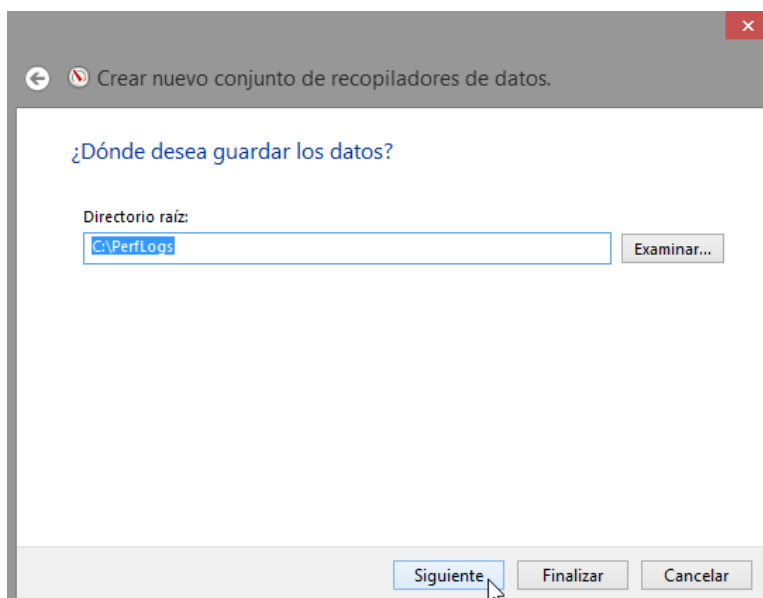 Crear nuevo conjunto de recopiladores de datos.
¿Dónde desea guardar los datos?
Directorio raíz:
C:\PerfLogs
Examinar...
Siguiente
Finalizar
Cancelar